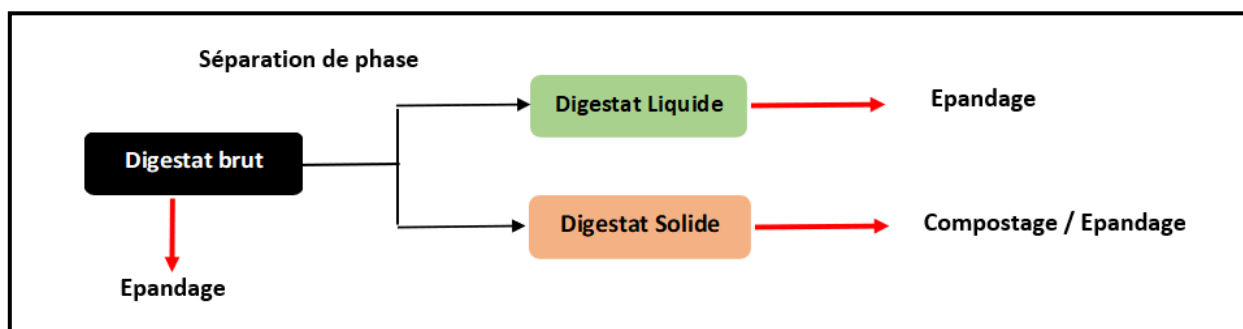 Séparation de phase
Digestat Liquide
Epandage
Digestat brut
Digestat Solide
Compostage / Epandage
Epandage